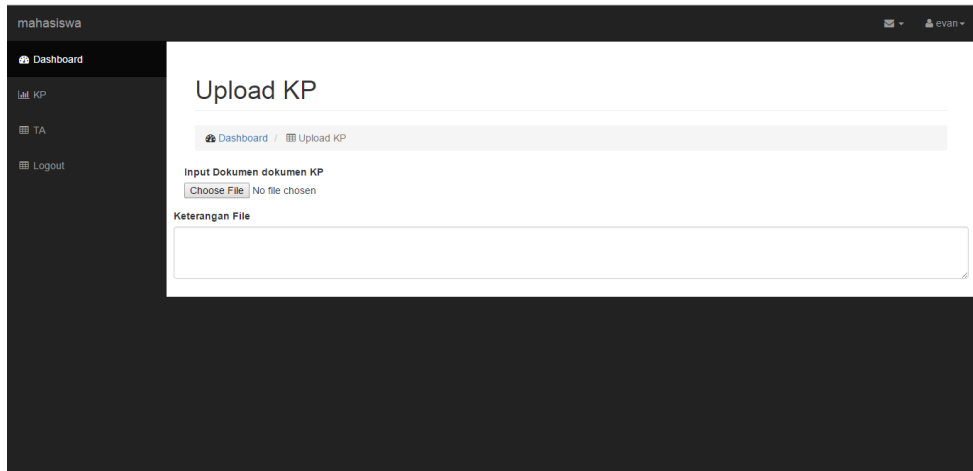 mahasiswa
evan
Dashboard
KP
TA
Logout
Upload KP
Dashboard / Upload KP
Input Dokumen dokumen KP
Choose File No file chosen
Keterangan File